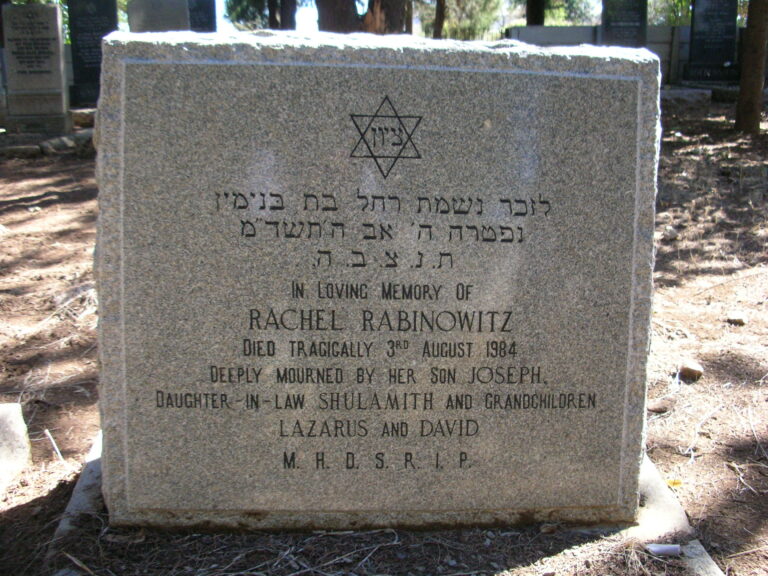 ציון
לזכר נשמת רחל בת בנימין
נפטרה ה' אב ה'תשד״מ
ת. נ. צ. ב. ה.
IN LOVING MEMORY OF
RACHEL RABINOWITZ
DIED TRAGICALLY 3RD AUGUST 1984
DEEPLY MOURNED BY HER SON JOSEPH,
DAUGHTER-IN-LAW SHULAMITH AND GRANDCHILDREN
LAZARUS AND DAVID
M. H. D. S. R. I. P.